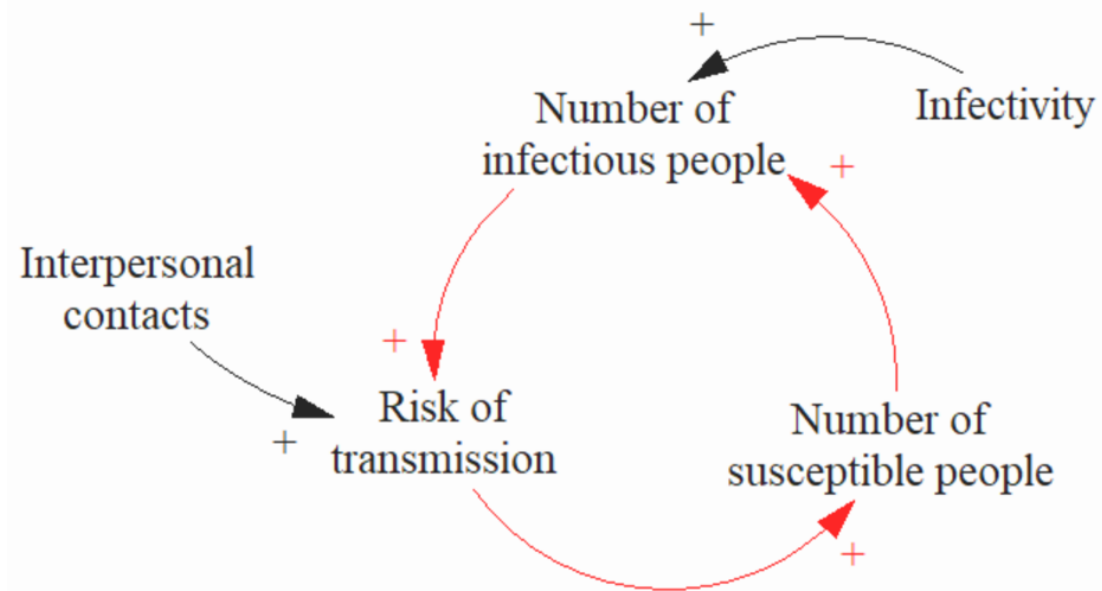 +
Number of
infectious people
Infectivity
+
Interpersonal
contacts
+
Risk of
transmission
+
Number of
susceptible people
+